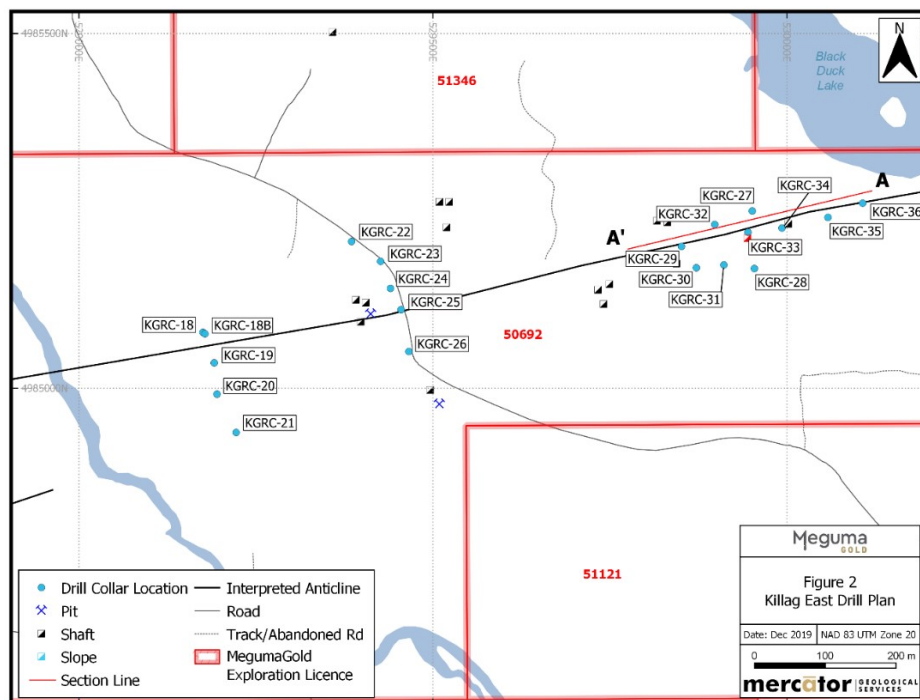 4985500N
529000E
529500E
530000E
N
Black
Duck
Lake
51346
A
KGRC-34
KGRC-27
KGRC-32
KGRC-36
KGRC-22
A'
KGRC-33
KGRC-35
KGRC-23
KGRC-29
KGRC-24
KGRC-30
KGRC-28
KGRC-25
KGRC-31
KGRC-18
KGRC-18B
50692
KGRC-26
KGRC-19
4985000N
KGRC-20
KGRC-21
51121
Meguma
GOLD
Figure 2
Killag East Drill Plan
Date: Dec 2019
NAD 83 UTM Zone 20
0 100 200 m
mercator GEOLOGICAL
SERVICES
Drill Collar Location
Pit
Shaft
Slope
Section Line
Interpreted Anticline
Road
Track/Abandoned Rd
MegumaGold
Exploration Licence